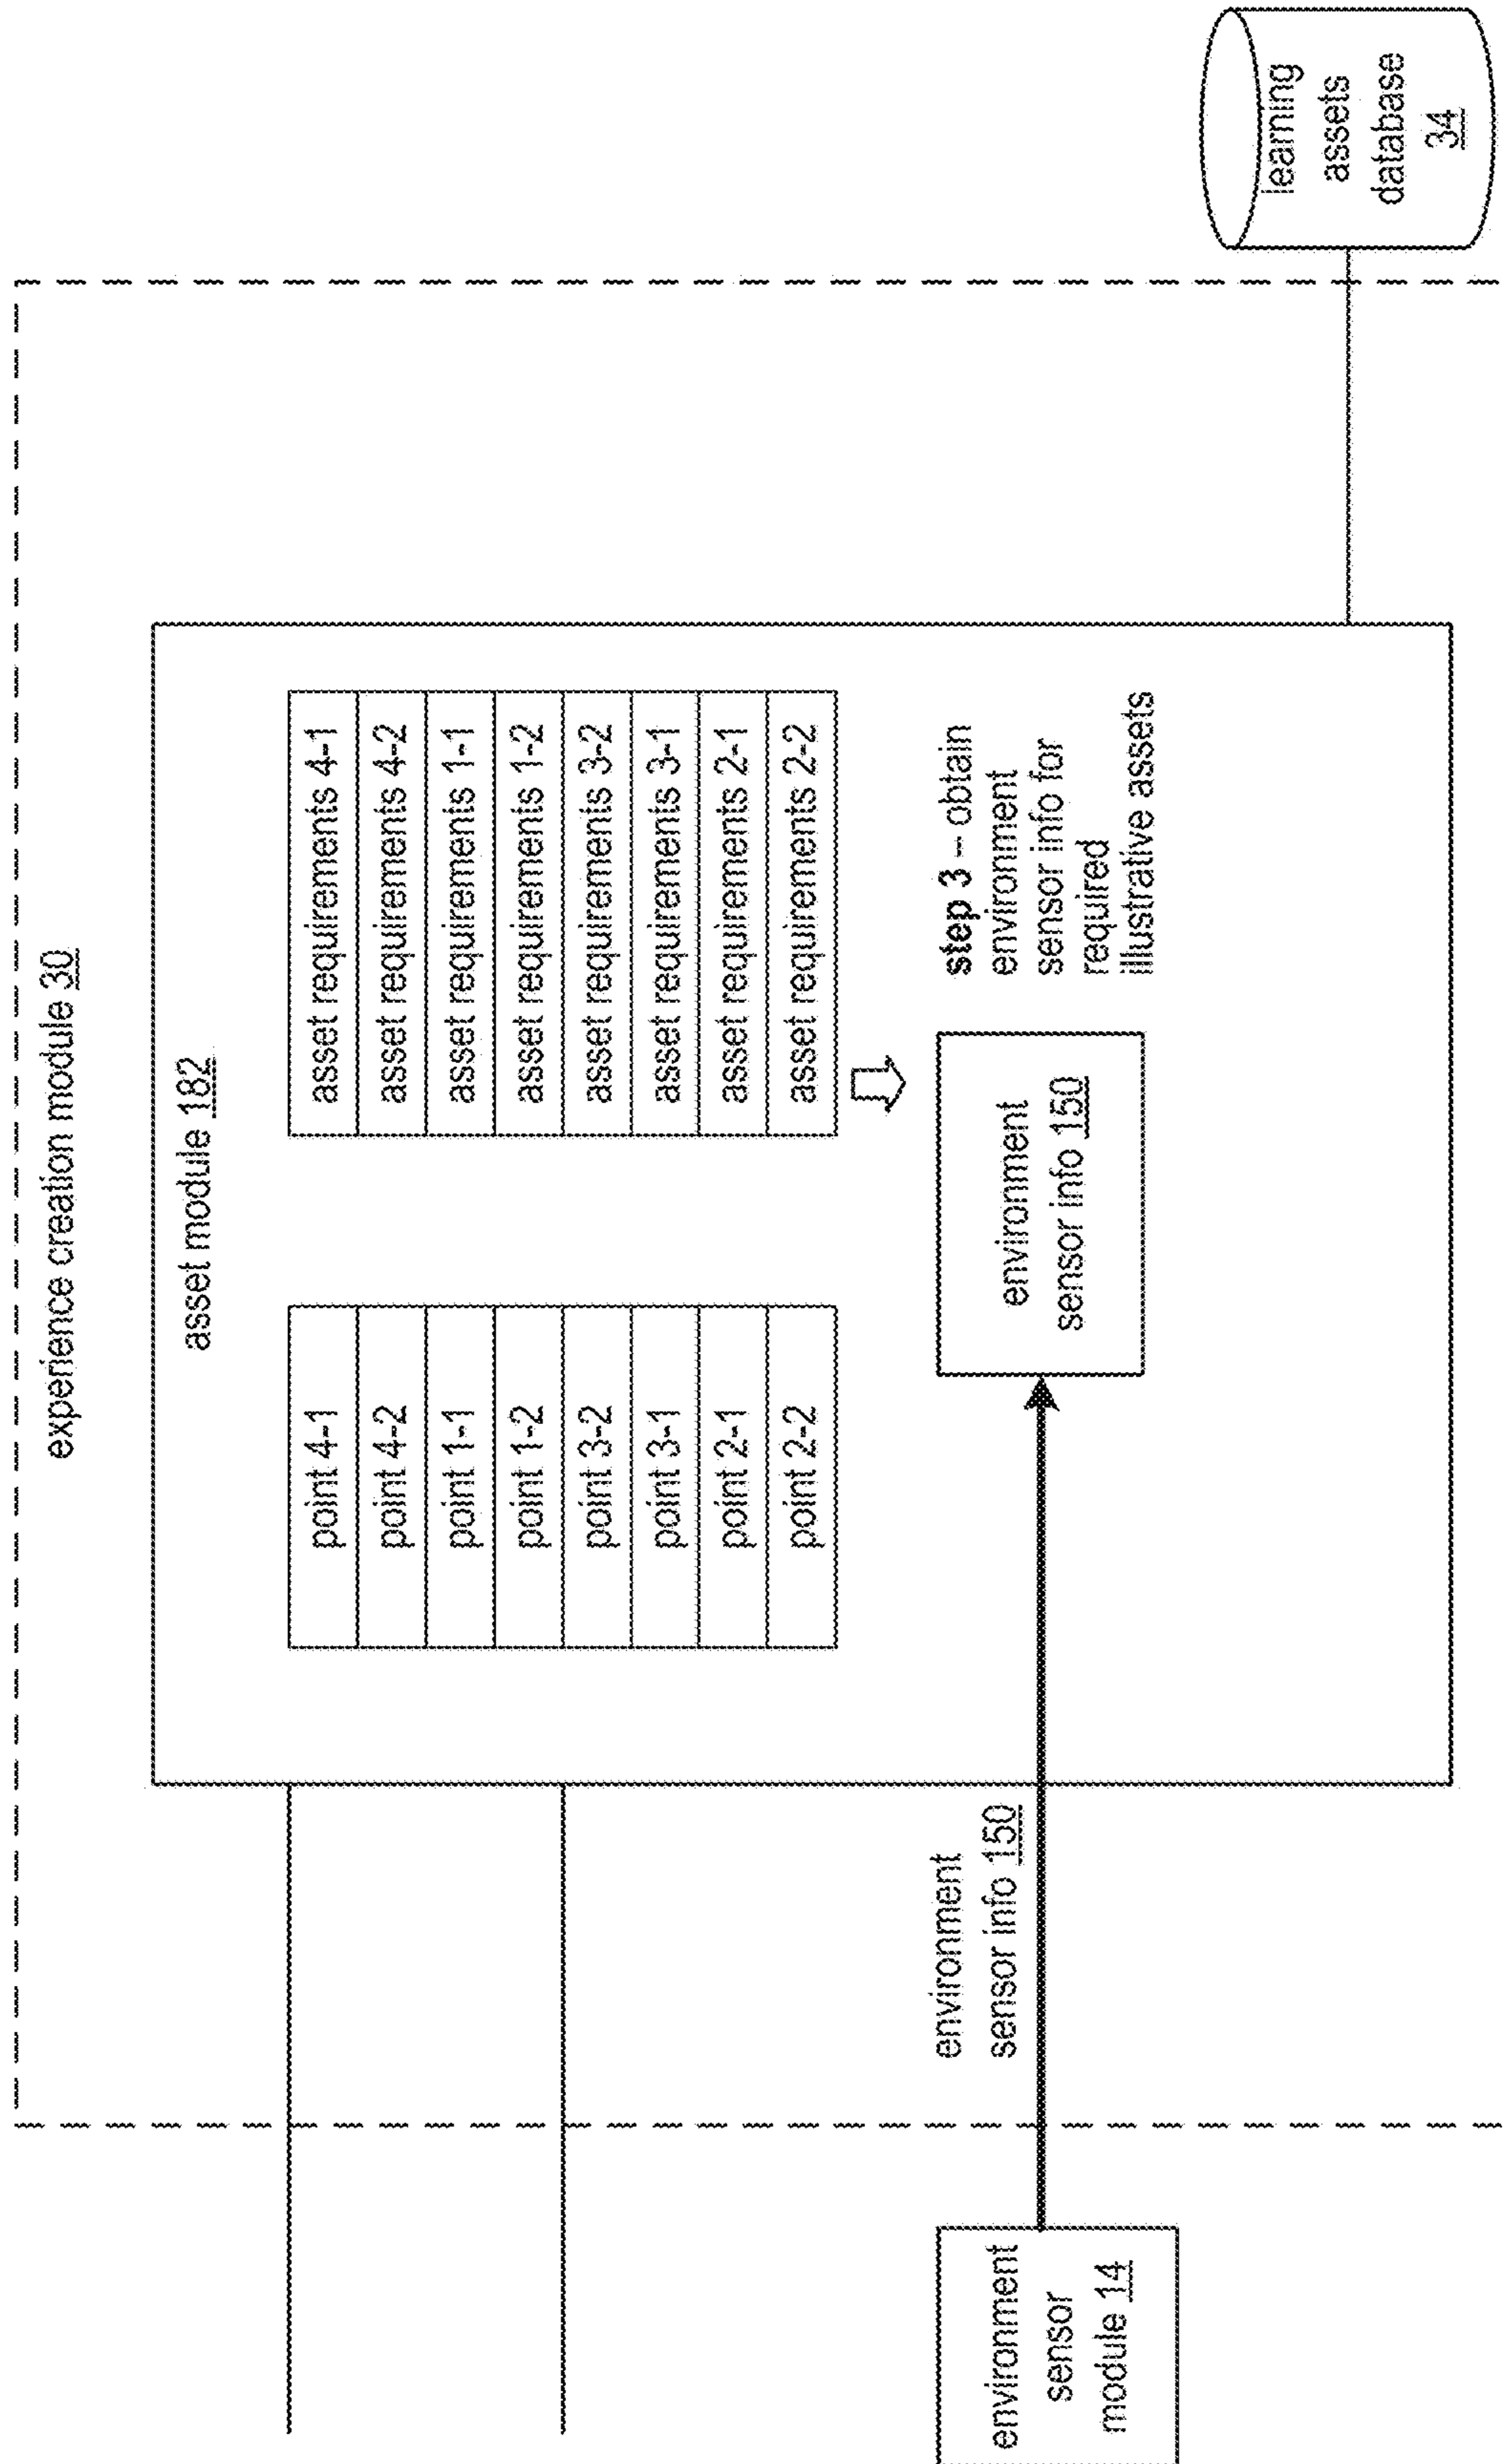 experience creation module 30
asset module 182
point 4-1
point 4-2
point 1-1
point 1-2
point 3-2
point 3-1
point 2-1
point 2-2
asset requirements 4-1
asset requirements 4-2
asset requirements 1-1
asset requirements 1-2
asset requirements 3-2
asset requirements 3-1
asset requirements 2-1
asset requirements 2-2
environment
sensor
module 14
environment
sensor info 150
environment
sensor info 150
step 3 – obtain
environment
sensor info for
required
illustrative assets
learning
assets
database
34